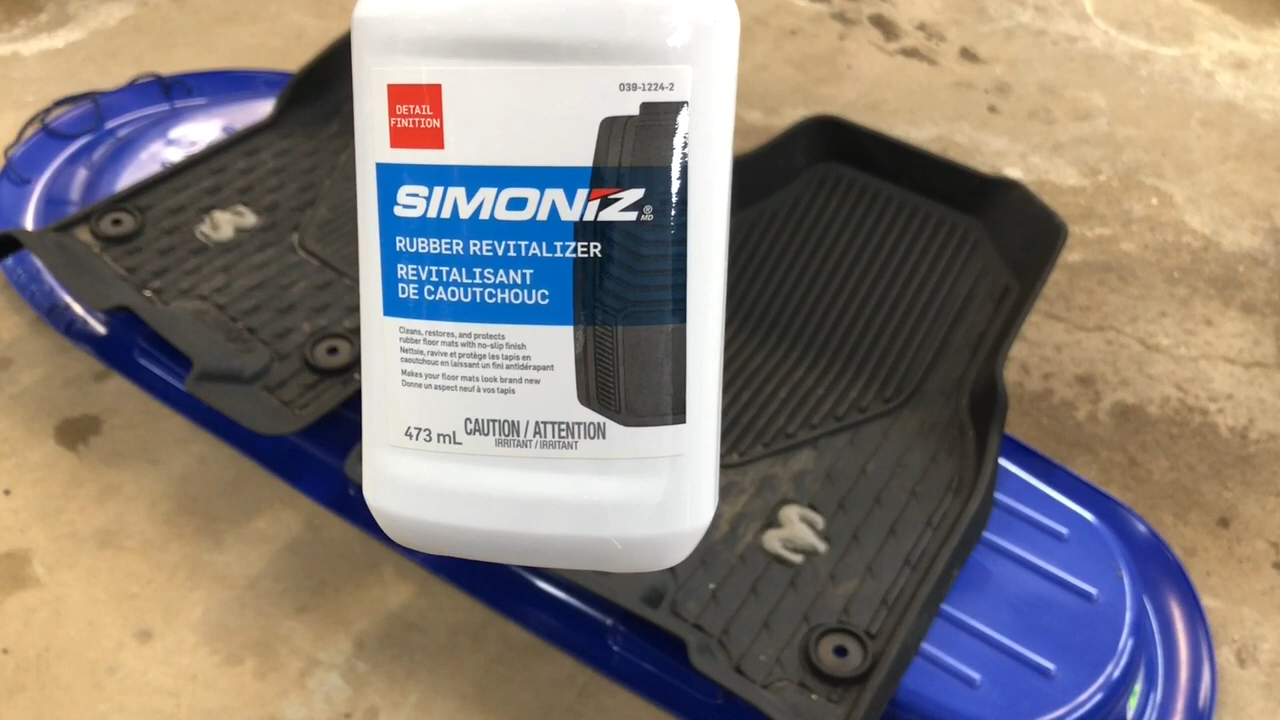 039-1224-2
DETAIL
FINITION
SIMONIZ®
MD
RUBBER REVITALIZER
REVITALISANT
DE CAOUTCHOUC
Cleans, restores, and protects
rubber floor mats with no-slip finish
Nettoie, ravive et protège les tapis en
caoutchouc en laissant un fini antidérapant
Makes your floor mats look brand new
Donne un aspect neuf à vos tapis
473 mL
CAUTION / ATTENTION
IRRITANT / IRRITANT